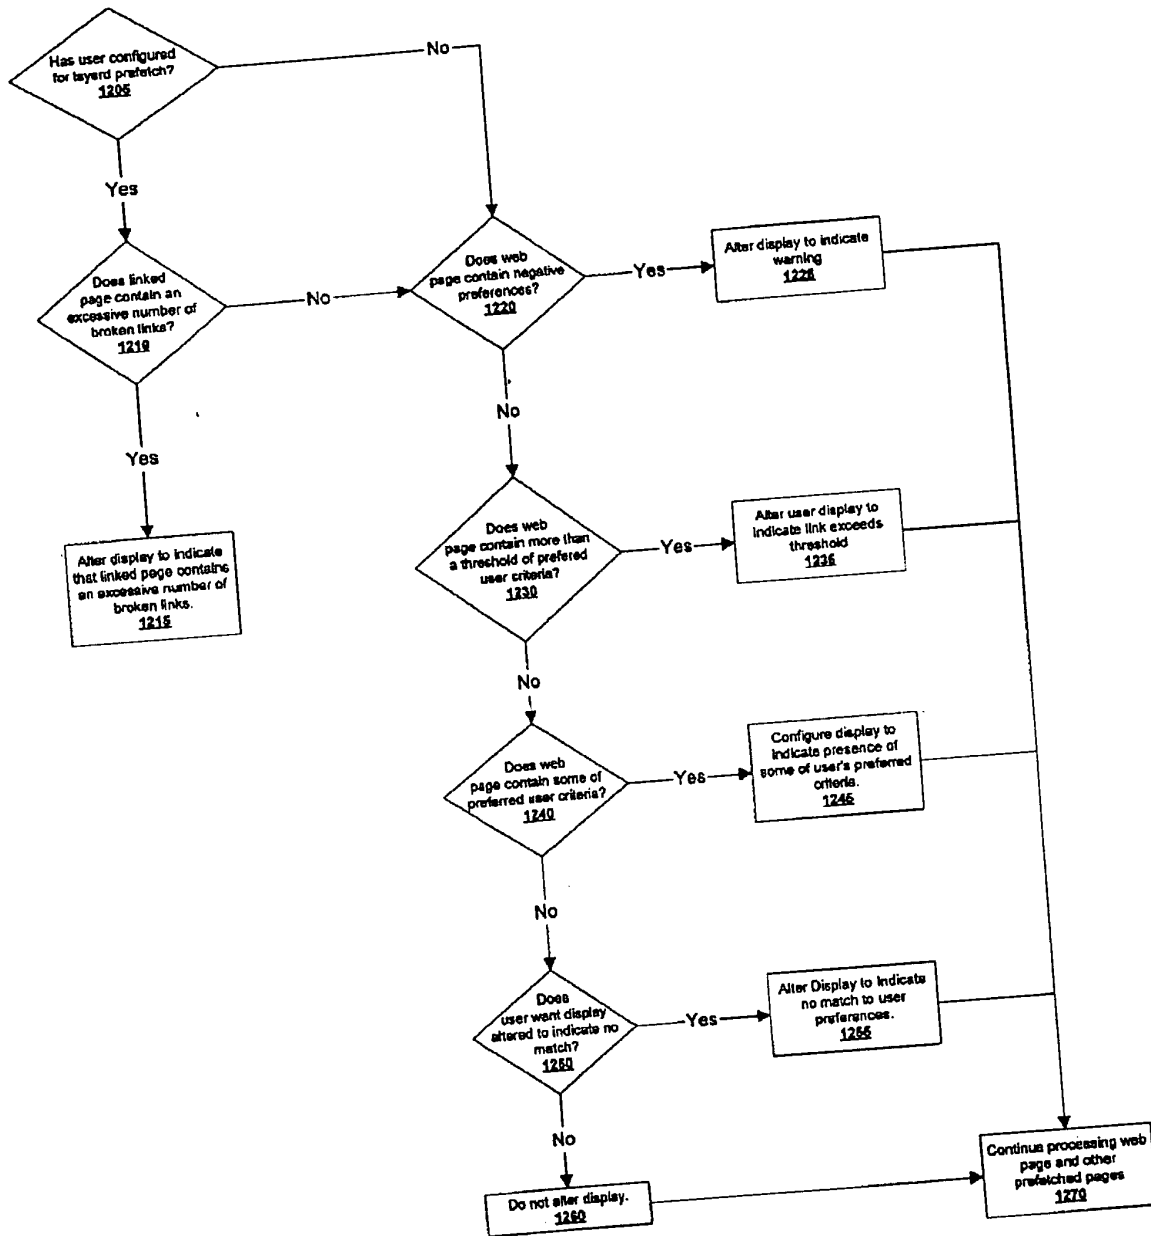 Has user configured
for layerd prefetch?
1205
No
Yes
Does linked
page contain an
excessive number of
broken links?
1210
No
Does web
page contain negative
preferences?
1220
Yes
Alter display to indicate
warning
1225
Yes
No
Alter display to indicate
that linked page contains
an excessive number of
broken links.
1215
Does web
page contain more than
a threshold of prefered
user criteria?
1230
Yes
Alter user display to
indicate link exceeds
threshold
1235
No
Does web
page contain some of
preferred user criteria?
1240
Yes
Configure display to
indicate presence of
some of user's preferred
criteria.
1245
No
Does
user want display
altered to indicate no
match?
1250
Yes
Alter Display to Indicate
no match to user
preferences.
1255
No
Do not alter display.
1260
Continue processing web
page and other
prefetched pages
1270